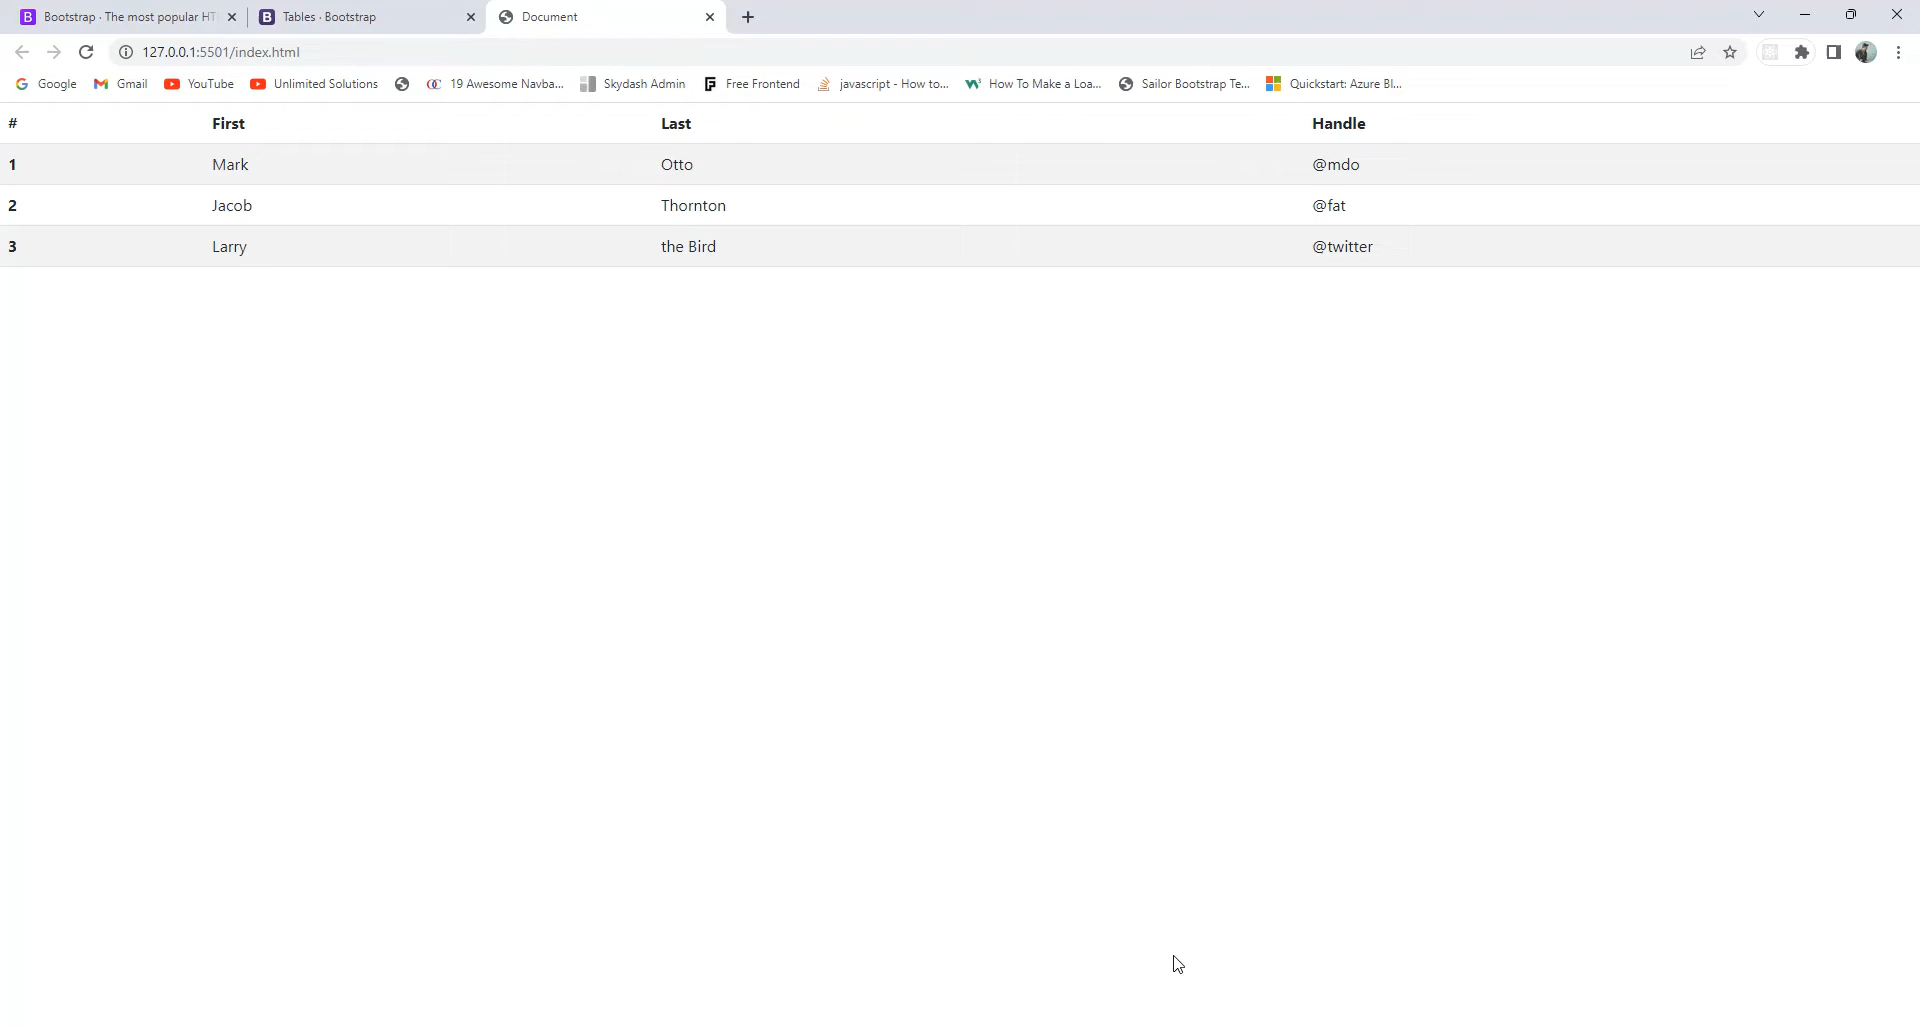 Bootstrap · The most popular HT
Tables · Bootstrap
Document
127.0.0.1:5501/index.html
Google
Gmail
YouTube
Unlimited Solutions
19 Awesome Navba...
Skydash Admin
Free Frontend
javascript - How to...
How To Make a Loa...
Sailor Bootstrap Te...
Quickstart: Azure Bl...
# First Last Handle
1 Mark Otto @mdo
2 Jacob Thornton @fat
3 Larry the Bird @twitter